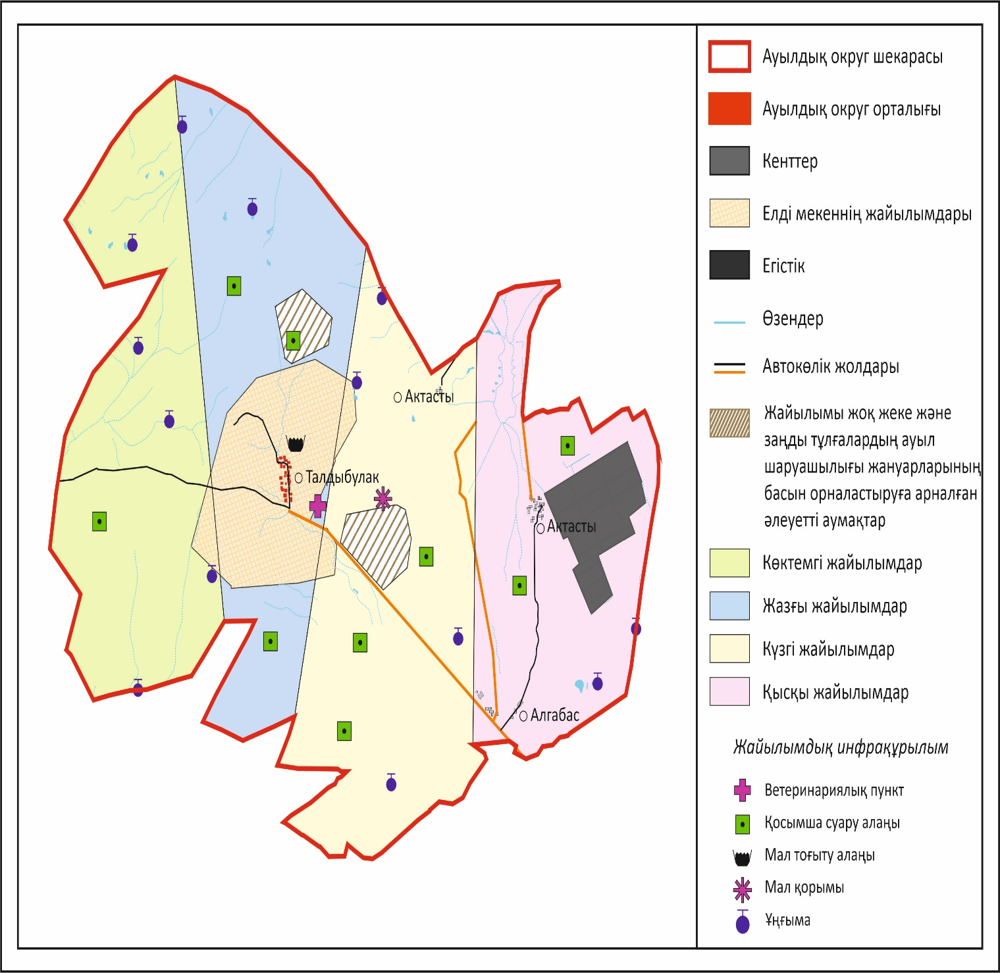 Актасты
Талдыбулак
Актасты
Алгабас
Ауылдық округ шекарасы
Ауылдық округ орталығы
Кенттер
Елді мекеннің жайылымдары
Егістік
Өзендер
Автокөлік жолдары
Жайылымы жоқ жеке және
заңды тұлғалардың ауыл
шаруашылығы жануарларының
басын орналастыруға арналған
әлеуетті аумақтар
Көктемгі жайылымдар
Жазғы жайылымдар
Күзгі жайылымдар
Қысқы жайылымдар
Жайылымдық инфрақұрылым
Ветеринариялық пункт
Қосымша суару алаңы
Мал тоғыту алаңы
Мал қорымы
Ұңғыма